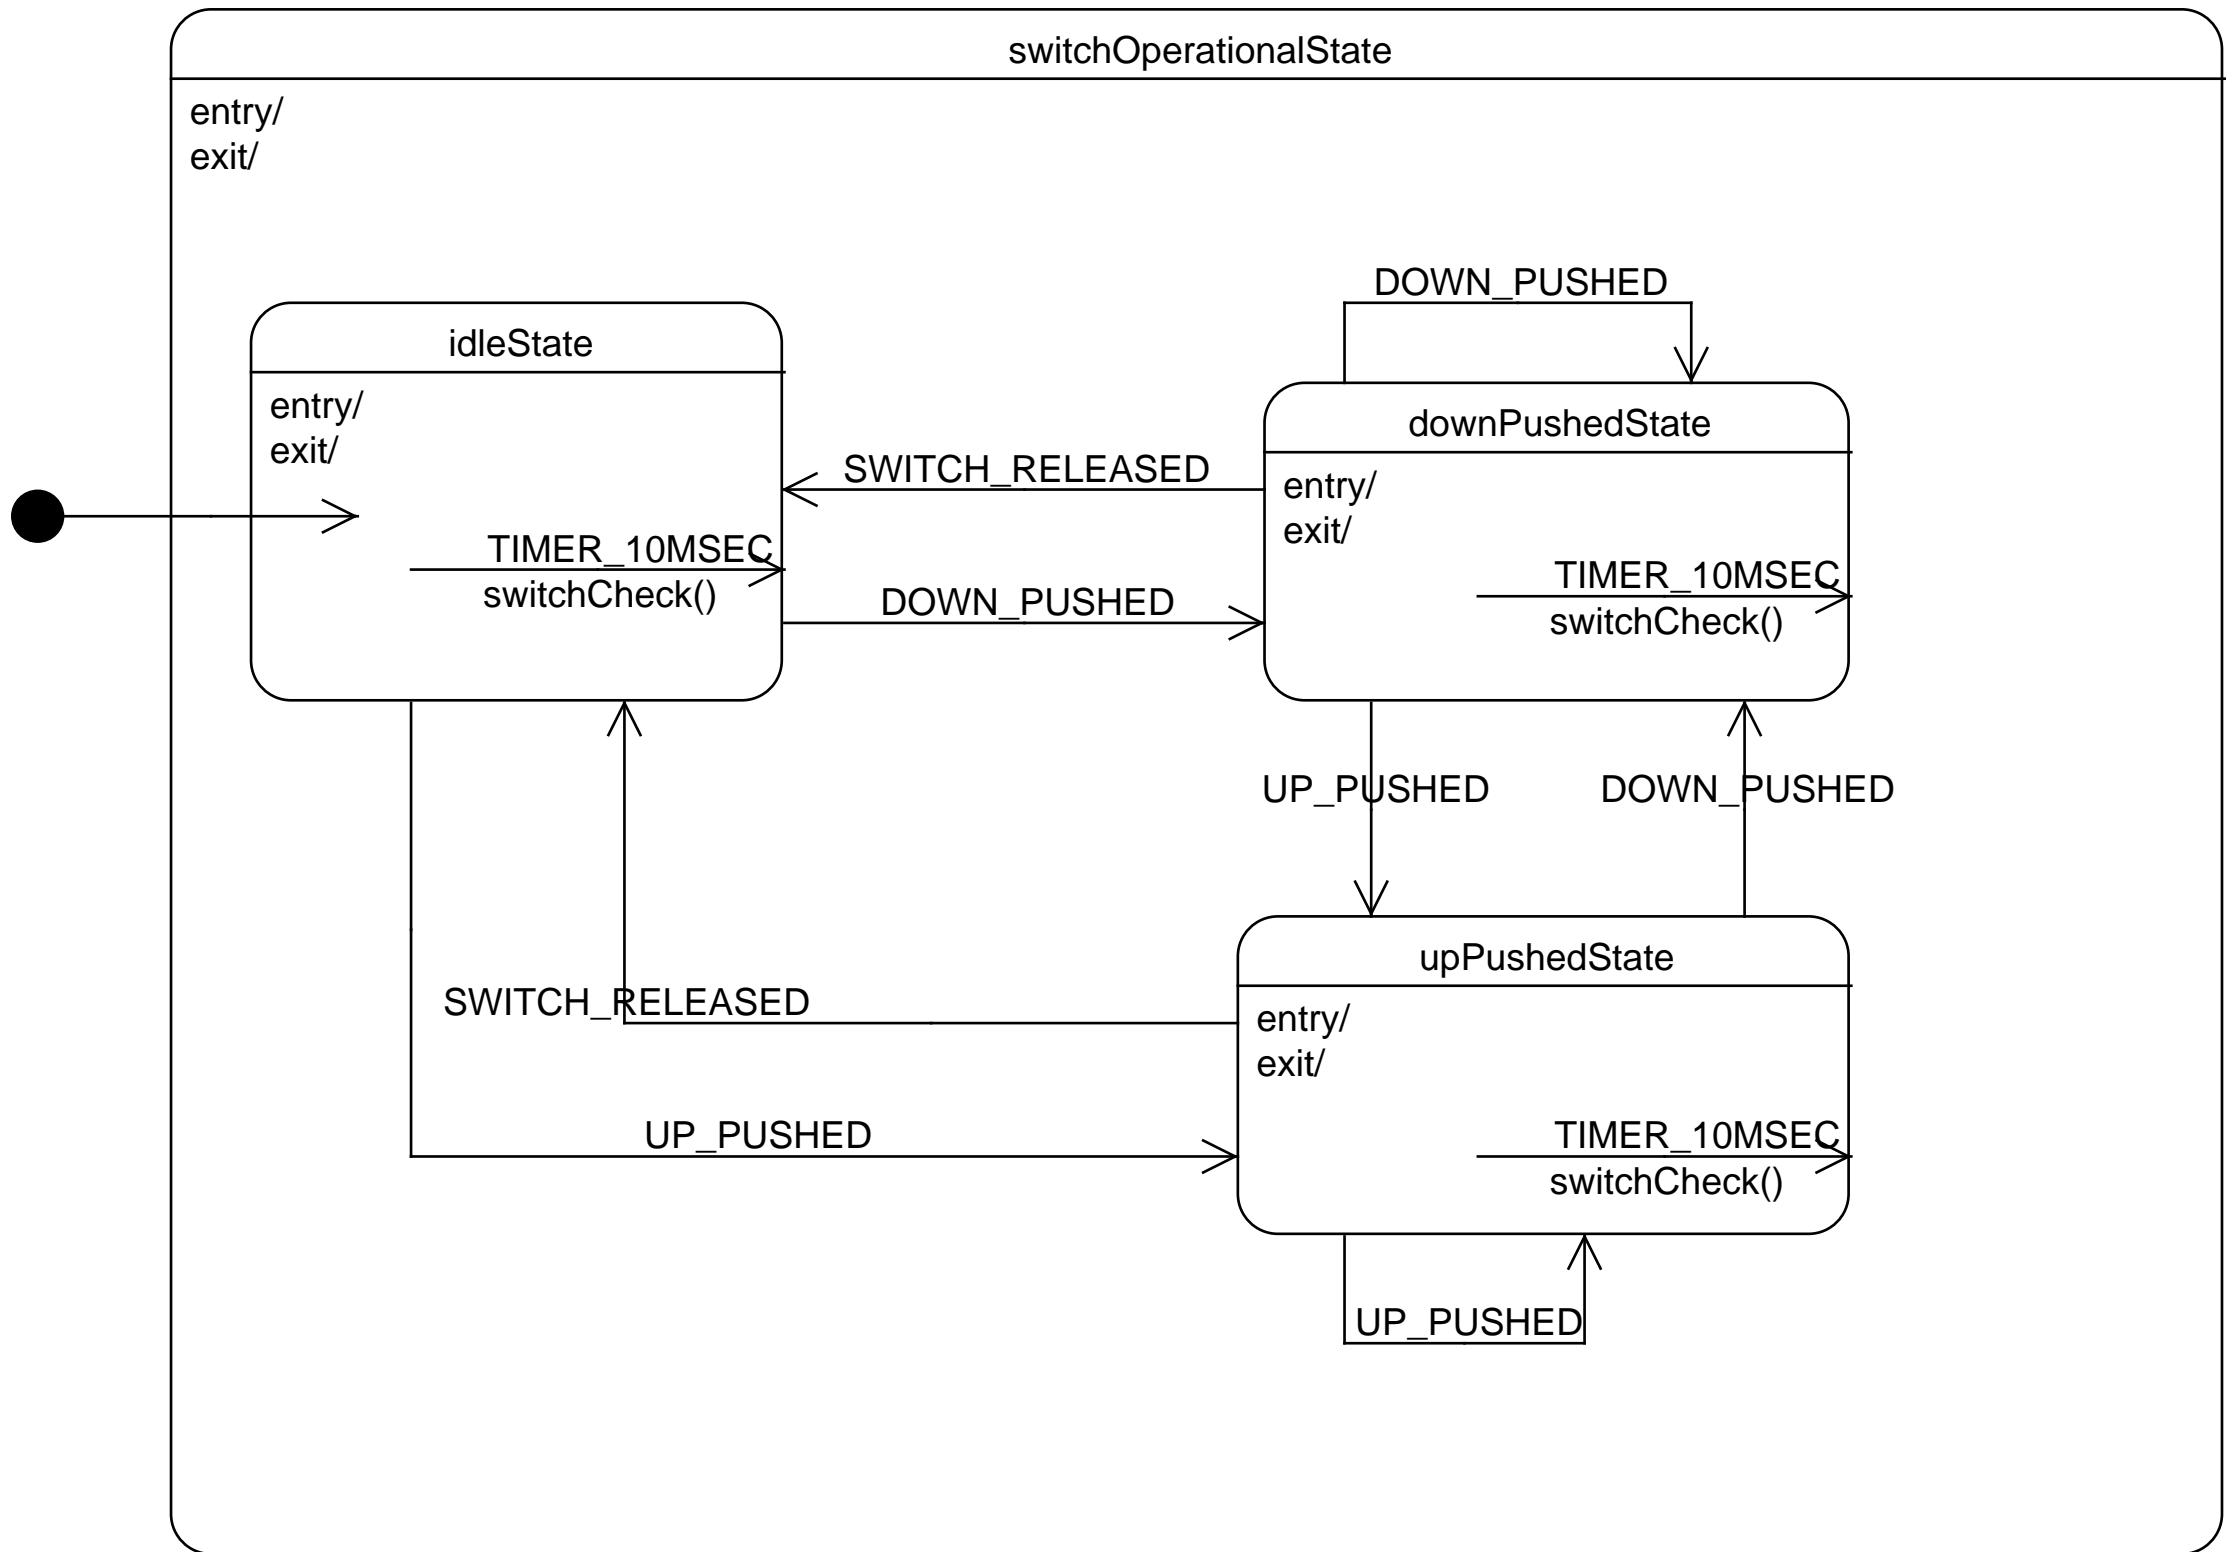 switchOperationalState
entry/
exit/
DOWN_PUSHED
idleState
entry/
exit/
downPushedState
SWITCH_RELEASED
entry/
exit/
TIMER_10MSEC
switchCheck()
TIMER_10MSEC
switchCheck()
DOWN_PUSHED
UP_PUSHED
DOWN_PUSHED
upPushedState
SWITCH_RELEASED
entry/
exit/
UP_PUSHED
TIMER_10MSEC
switchCheck()
UP_PUSHED